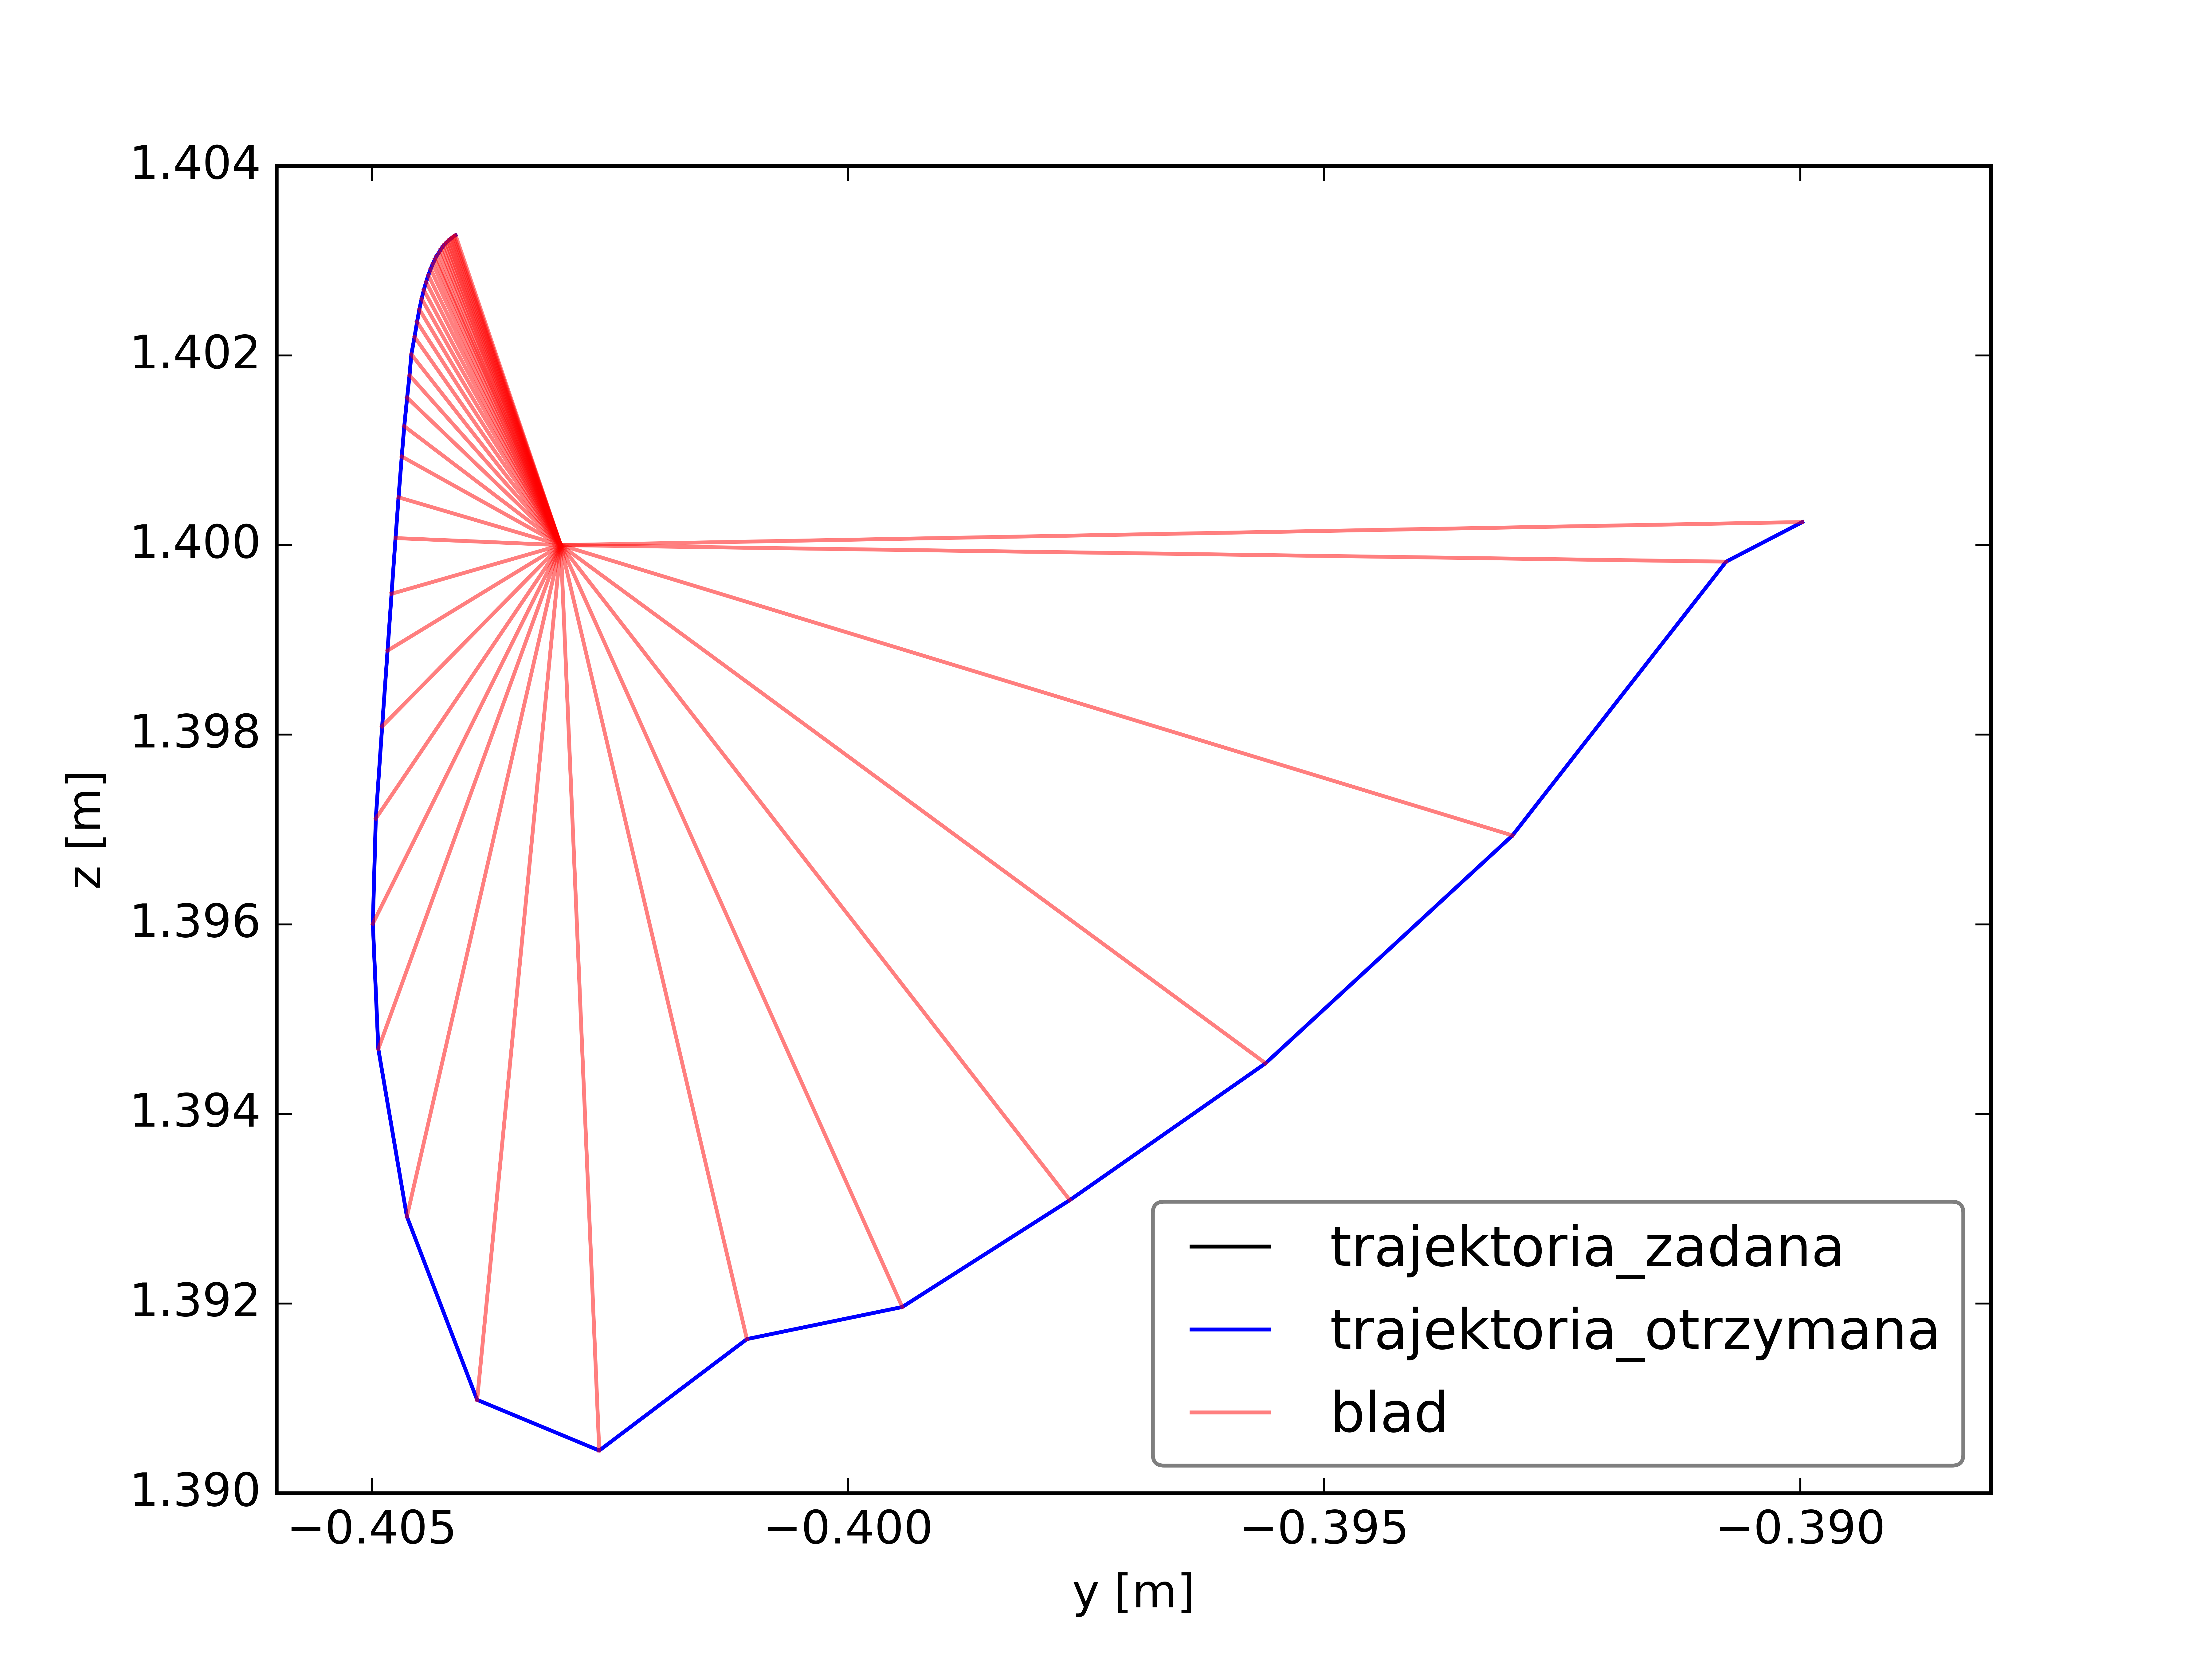 1.404
1.402
1.400
1.398
1.396
1.394
1.392
1.390
z [m]
−0.405 −0.400 −0.395 −0.390
y [m]
trajektoria_zadana
trajektoria_otrzymana
blad